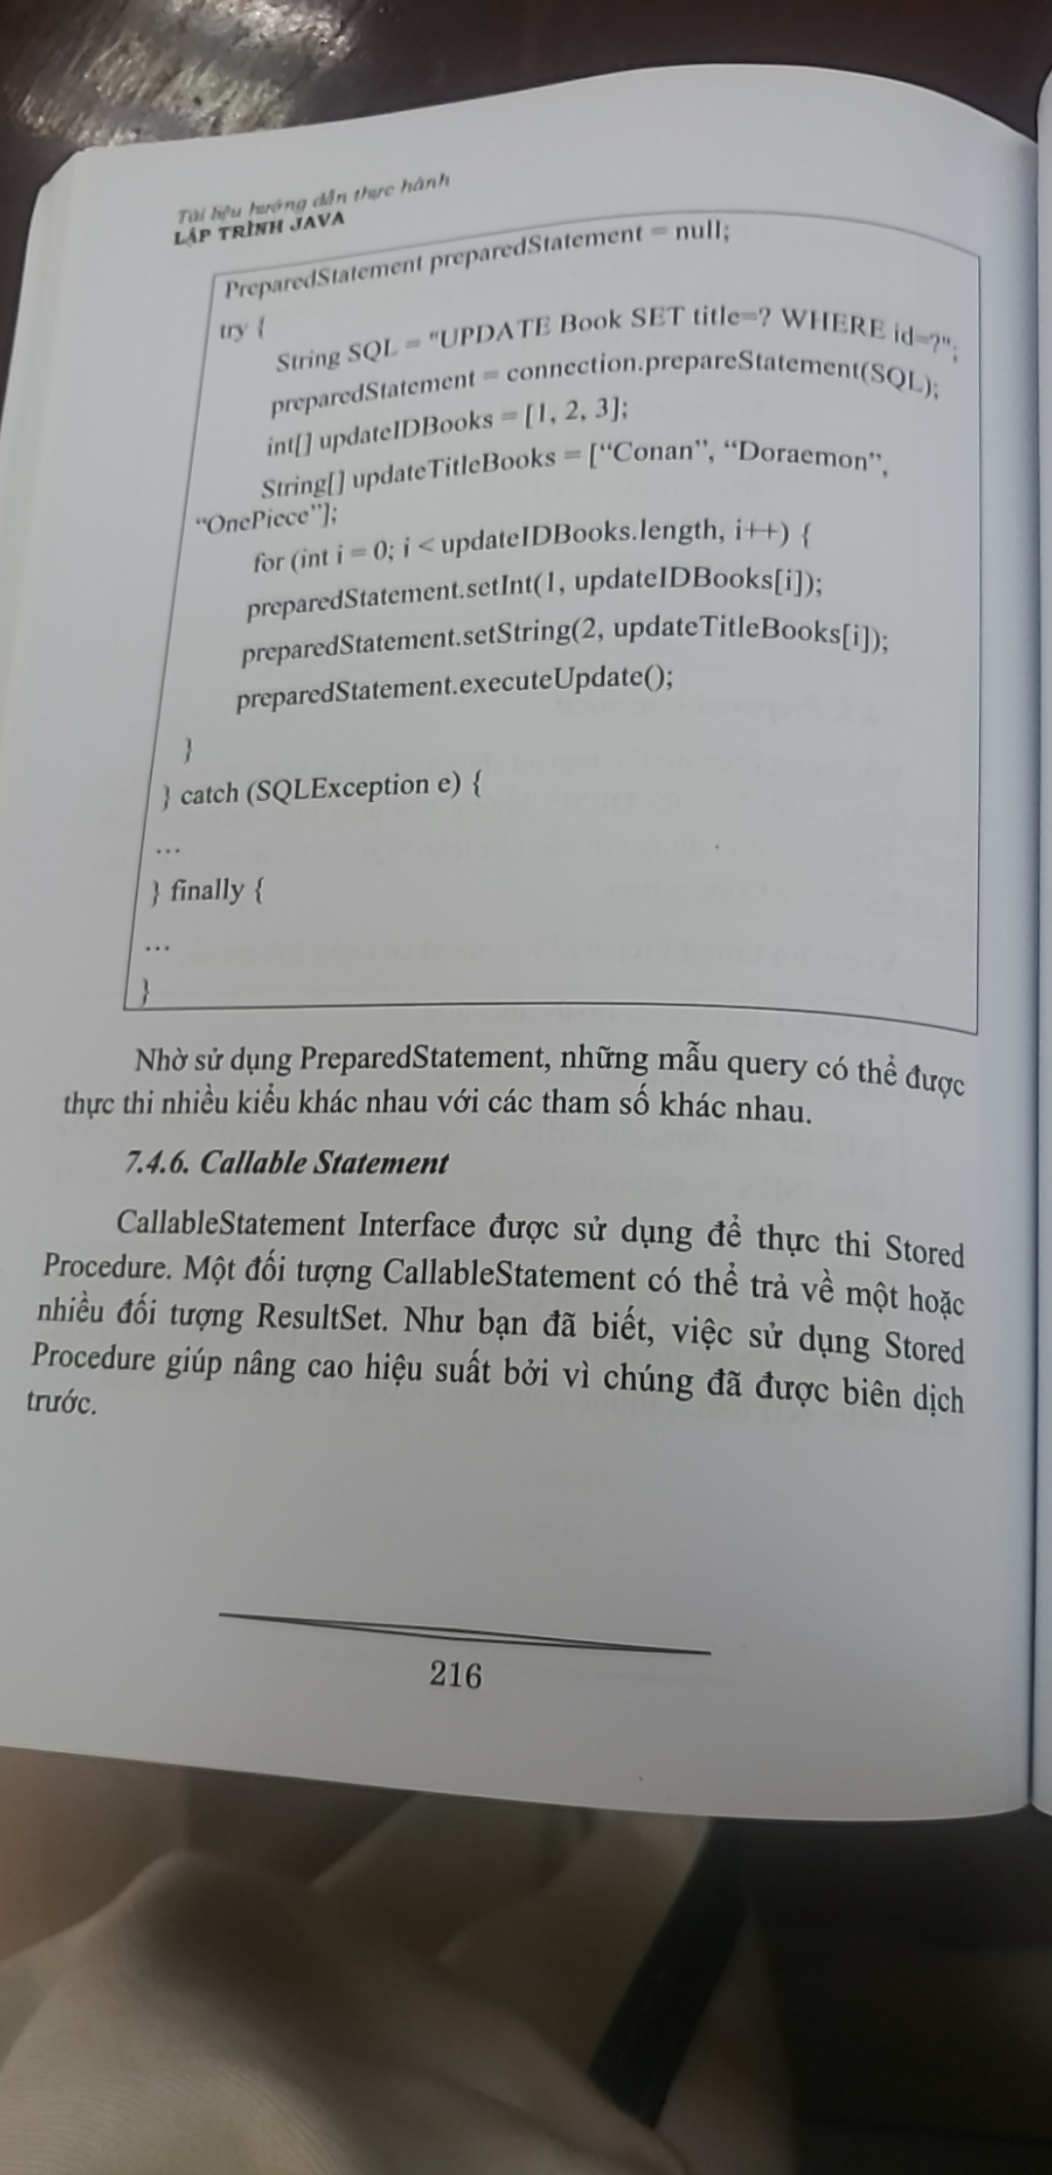 Tài liệu hướng dẫn thực hành
LẬP TRÌNH JAVA
PreparedStatement preparedStatement = null;
try {
String SQL = "UPDATE Book SET title=? WHERE id=?";
preparedStatement = connection.prepareStatement(SQL);
int[] updateIDBooks = [1, 2, 3];
String[] updateTitleBooks = [“Conan”, “Doraemon”,
“OnePiece”];
for (int i = 0; i < updateIDBooks.length, i++) {
preparedStatement.setInt(1, updateIDBooks[i]);
preparedStatement.setString(2, updateTitleBooks[i]);
preparedStatement.executeUpdate();
}
} catch (SQLException e) {
...
} finally {
...
}
Nhờ sử dụng PreparedStatement, những mẫu query có thể được
thực thi nhiều kiểu khác nhau với các tham số khác nhau.
7.4.6. Callable Statement
CallableStatement Interface được sử dụng để thực thi Stored
Procedure. Một đối tượng CallableStatement có thể trả về một hoặc
nhiều đối tượng ResultSet. Như bạn đã biết, việc sử dụng Stored
Procedure giúp nâng cao hiệu suất bởi vì chúng đã được biên dịch
trước.
216